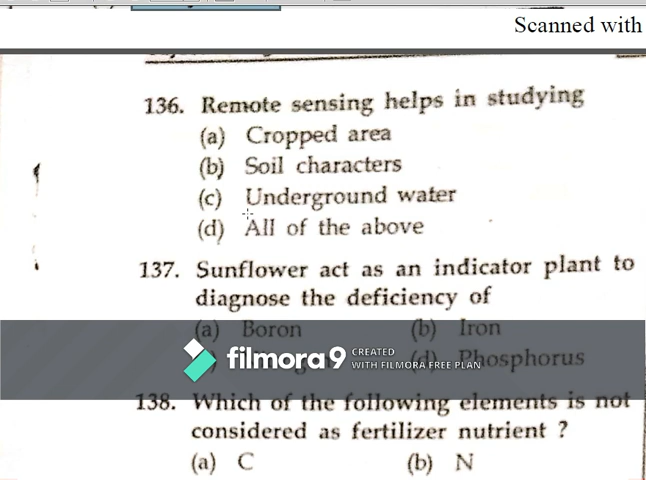 Scanned with
136. Remote sensing helps in studying
(a) Cropped area
(b) Soil characters
(c) Underground water
(d) All of the above
137. Sunflower act as an indicator plant to
diagnose the deficiency of
(a) Boron (b) Iron
(d) Phosphorus
filmora9 CREATED
WITH FILMORA FREE PLAN
138. Which of the following elements is not
considered as fertilizer nutrient ?
(a) C (b) N